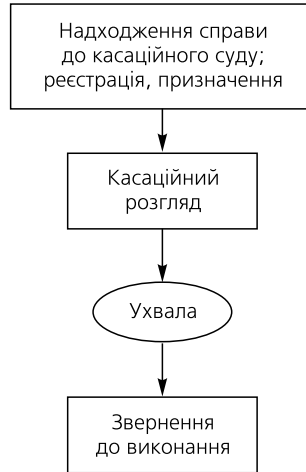 Надходження справи
до касаційного суду;
реєстрація, призначення
Касаційний
розгляд
Ухвала
Звернення
до виконання